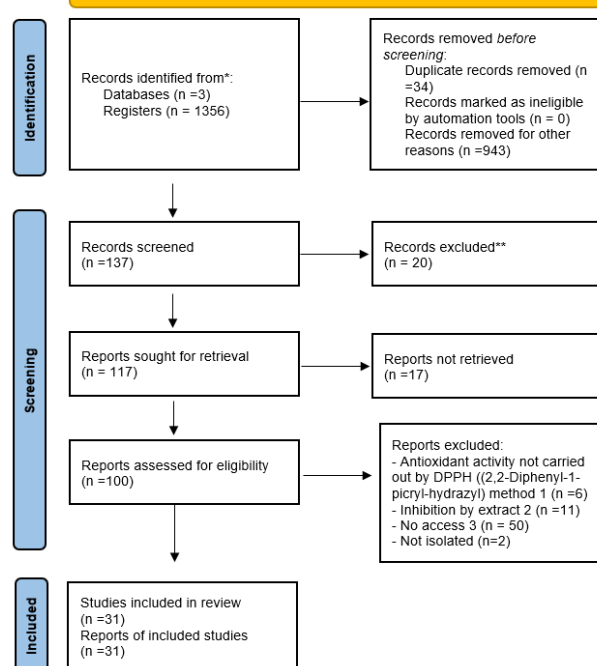 Identification
Records identified from*:
Databases (n =3)
Registers (n = 1356)
Records removed before
screening:
Duplicate records removed (n
=34)
Records marked as ineligible
by automation tools (n = 0)
Records removed for other
reasons (n =943)
Screening
Records screened
(n =137)
Records excluded**
(n = 20)
Reports sought for retrieval
(n = 117)
Reports not retrieved
(n =17)
Reports assessed for eligibility
(n =100)
Reports excluded:
- Antioxidant activity not carried
out by DPPH ((2,2-Diphenyl-1-
picryl-hydrazyl) method 1 (n =6)
- Inhibition by extract 2 (n =11)
- No access 3 (n = 50)
- Not isolated (n=2)
Included
Studies included in review
(n =31)
Reports of included studies
(n =31)